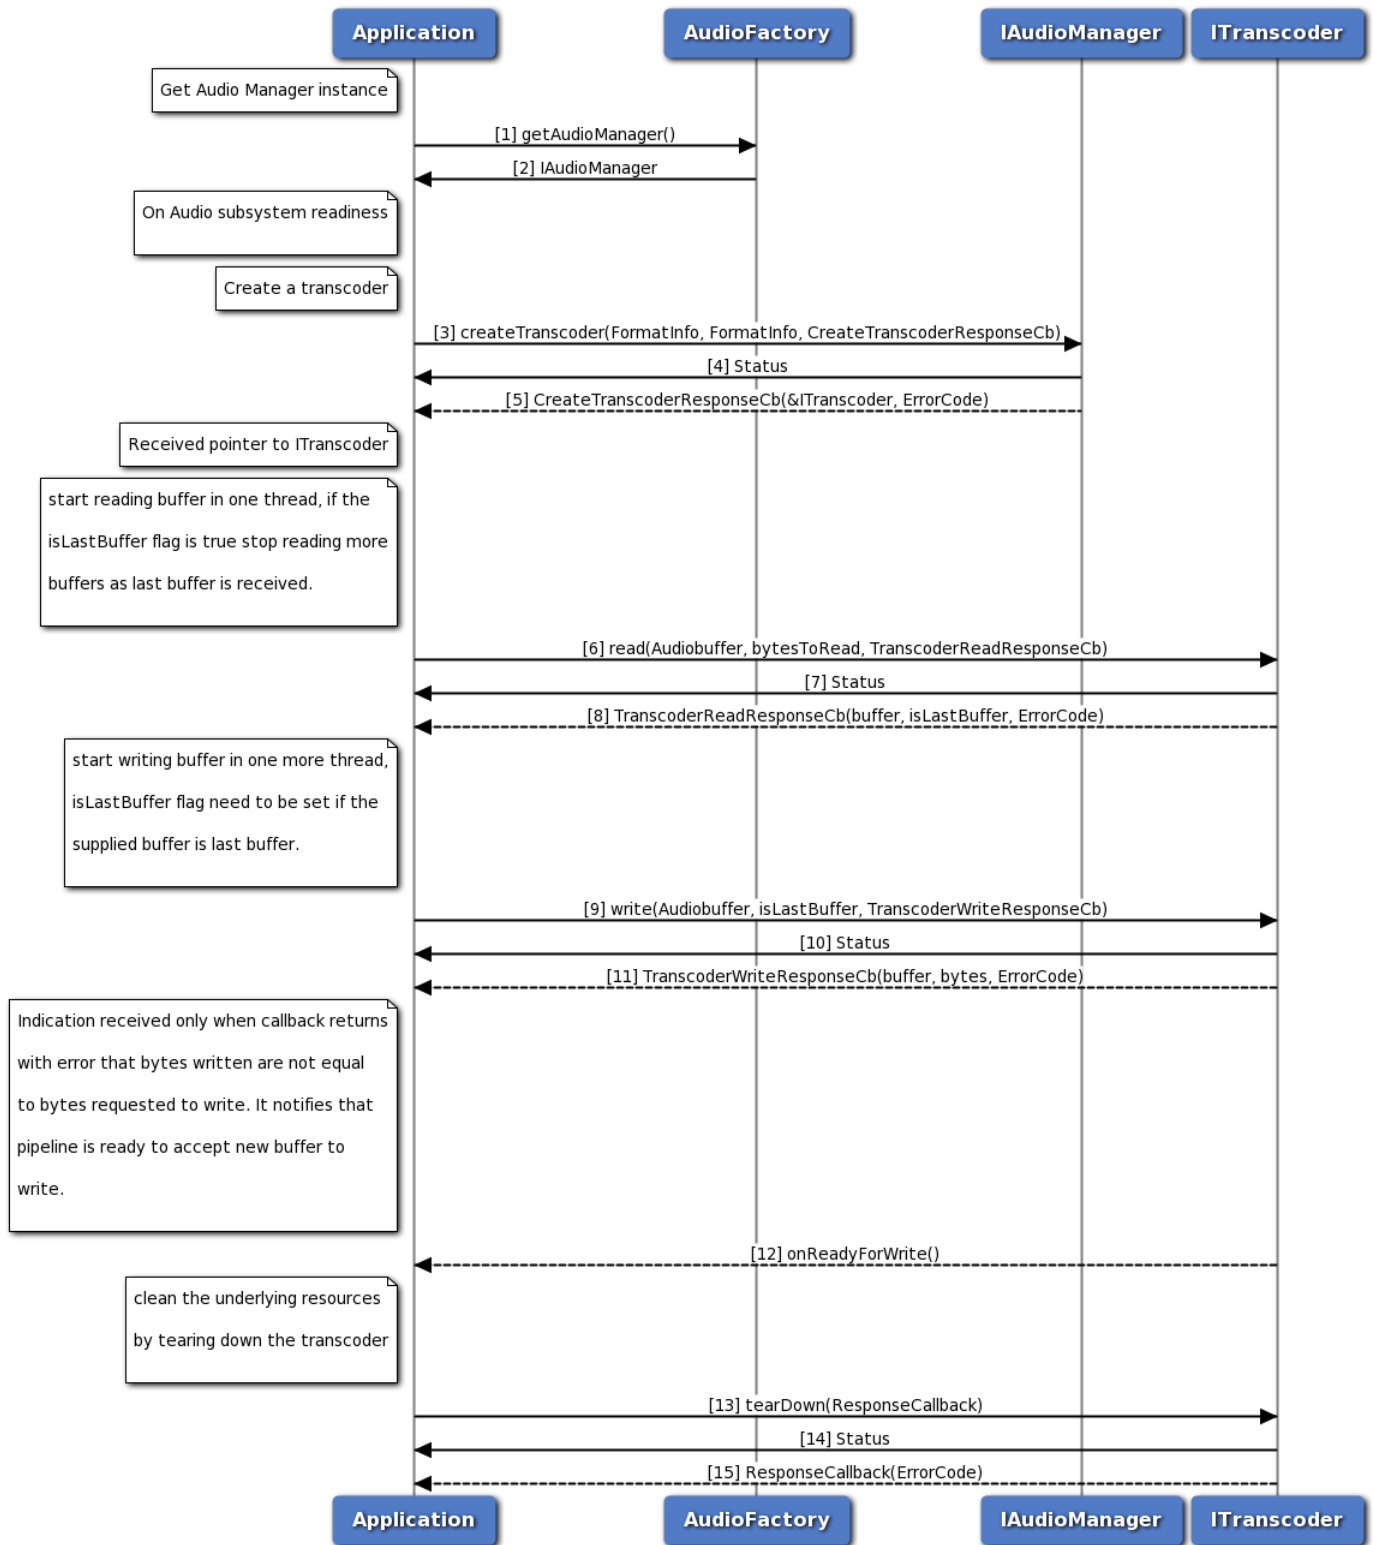 Application
AudioFactory
IAudioManager
ITranscoder
Get Audio Manager instance
[1] getAudioManager()
[2] IAudioManager
On Audio subsystem readiness
Create a transcoder
[3] createTranscoder(FormatInfo, FormatInfo, CreateTranscoderResponseCb)
[4] Status
[5] CreateTranscoderResponseCb(&ITranscoder, ErrorCode)
Received pointer to ITranscoder
start reading buffer in one thread, if the
isLastBuffer flag is true stop reading more
buffers as last buffer is received.
[6] read(Audiobuffer, bytesToRead, TranscoderReadResponseCb)
[7] Status
[8] TranscoderReadResponseCb(buffer, isLastBuffer, ErrorCode)
start writing buffer in one more thread,
isLastBuffer flag need to be set if the
supplied buffer is last buffer.
[9] write(Audiobuffer, isLastBuffer, TranscoderWriteResponseCb)
[10] Status
[11] TranscoderWriteResponseCb(buffer, bytes, ErrorCode)
Indication received only when callback returns
with error that bytes written are not equal
to bytes requested to write. It notifies that
pipeline is ready to accept new buffer to
write.
[12] onReadyForWrite()
clean the underlying resources
by tearing down the transcoder
[13] tearDown(ResponseCallback)
[14] Status
[15] ResponseCallback(ErrorCode)
Application
AudioFactory
IAudioManager
ITranscoder